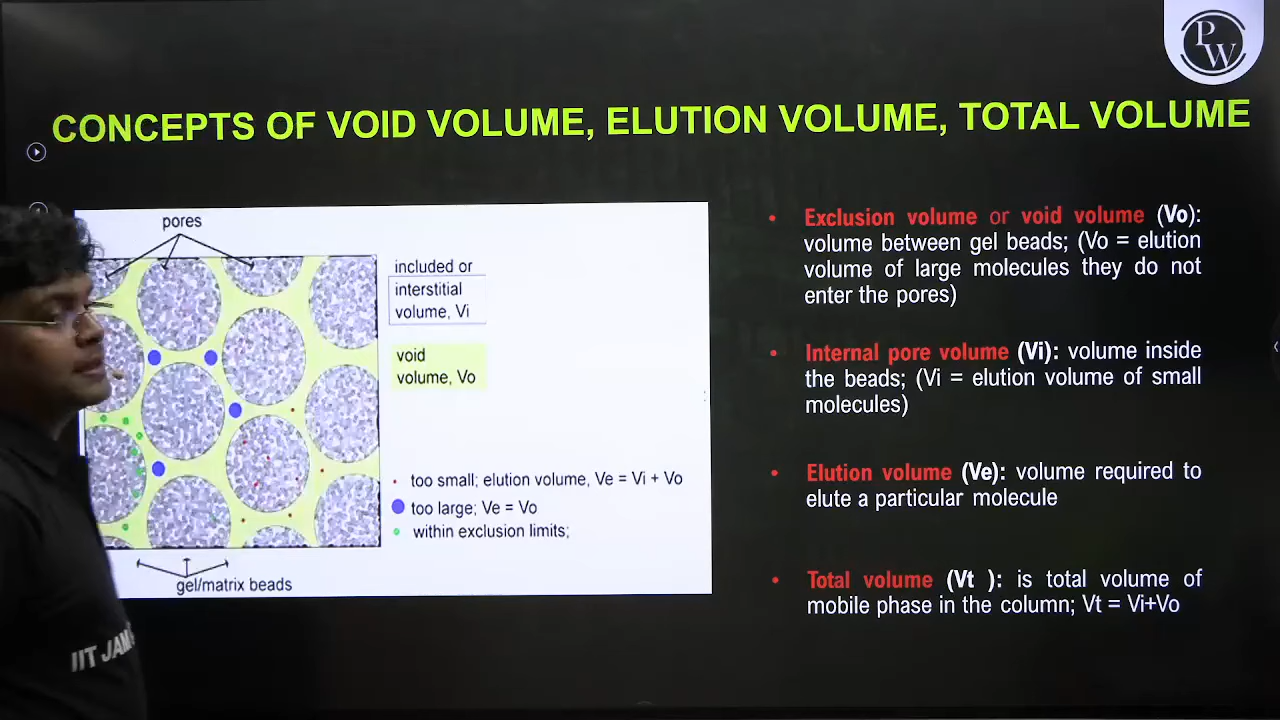 PW
CONCEPTS OF VOID VOLUME, ELUTION VOLUME, TOTAL VOLUME
pores
included or
interstitial
volume, Vi
void
volume, Vo
• too small; elution volume, Ve = Vi + Vo
too large; Ve = Vo
within exclusion limits;
gel/matrix beads
• Exclusion volume or void volume (Vo):
volume between gel beads; (Vo = elution
volume of large molecules they do not
enter the pores)
• Internal pore volume (Vi): volume inside
the beads; (Vi = elution volume of small
molecules)
• Elution volume (Ve): volume required to
elute a particular molecule
• Total volume (Vt ): is total volume of
mobile phase in the column; Vt = Vi+Vo
IIT JAM